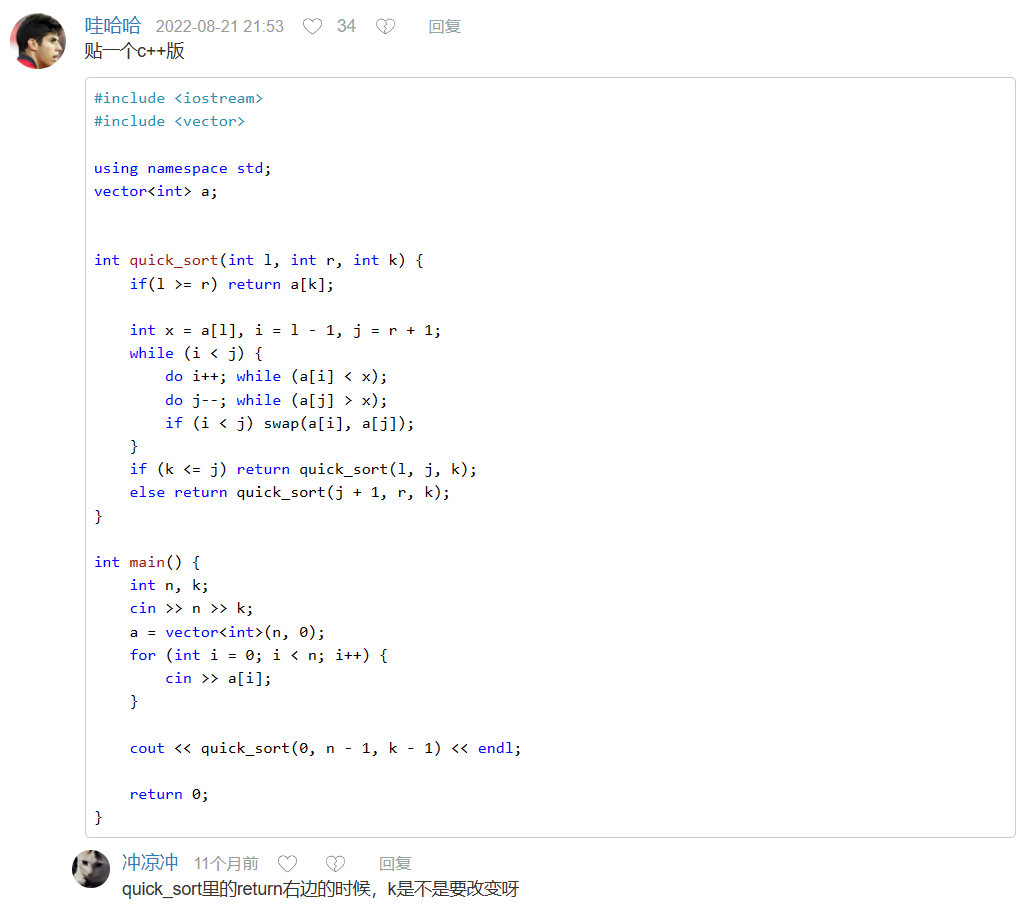 哇哈哈 2022-08-21 21:53 34 回复
贴一个c++版
#include <iostream>
#include <vector>
using namespace std;
vector<int> a;
int quick_sort(int l, int r, int k) {
    if(l >= r) return a[k];
    int x = a[l], i = l - 1, j = r + 1;
    while (i < j) {
        do i++; while (a[i] < x);
        do j--; while (a[j] > x);
        if (i < j) swap(a[i], a[j]);
    }
    if (k <= j) return quick_sort(l, j, k);
    else return quick_sort(j + 1, r, k);
}
int main() {
    int n, k;
    cin >> n >> k;
    a = vector<int>(n, 0);
    for (int i = 0; i < n; i++) {
        cin >> a[i];
    }
    cout << quick_sort(0, n - 1, k - 1) << endl;
    return 0;
}
冲凉冲 11个月前 回复
quick_sort里的return右边的时候，k是不是要改变呀